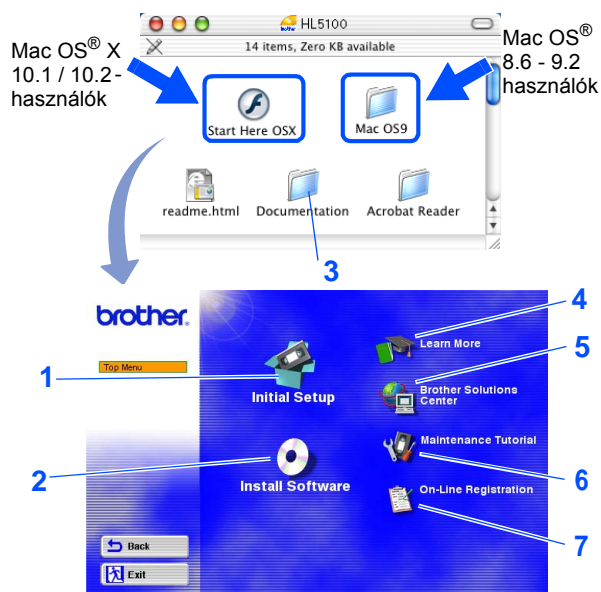 HL5100
14 items, Zero KB available
Mac OS® X
10.1 / 10.2-
használók
Mac OS®
8.6 - 9.2
használók
Start Here OSX
Mac OS9
readme.html
Documentation
Acrobat Reader
3
brother.
Top Menu
1
Initial Setup
2
Install Software
4
Learn More
5
Brother Solutions
Center
Maintenance Tutorial
6
On-Line Registration
7
Back
Exit